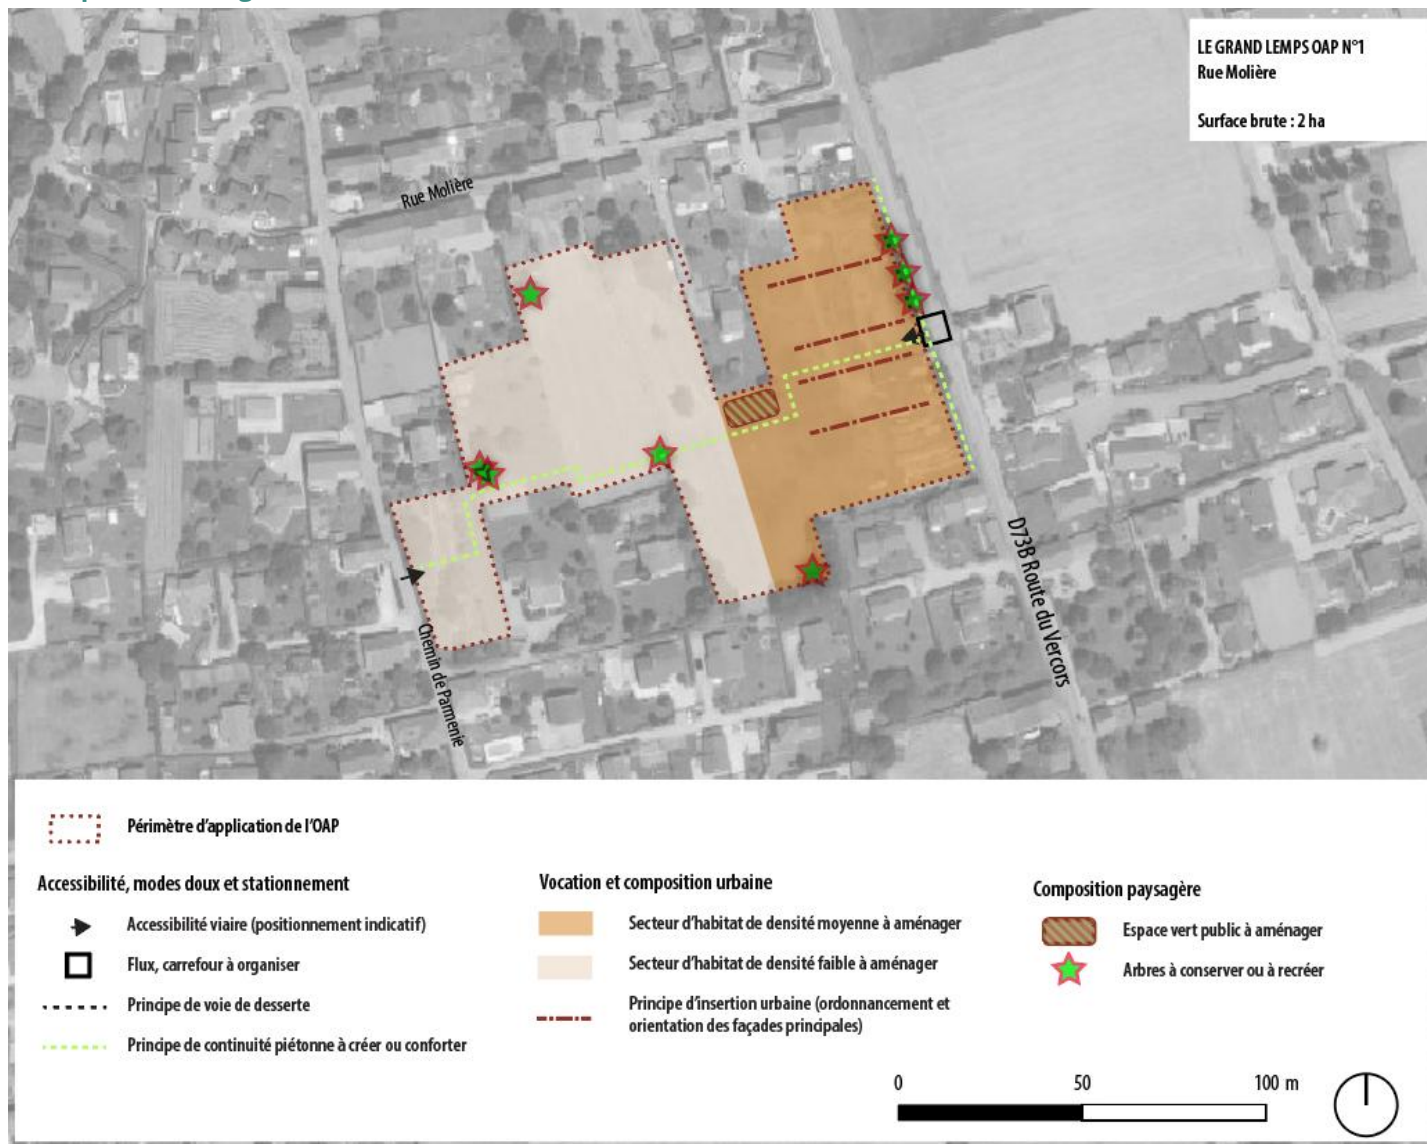 LE GRAND LEMPS OAP N°1
Rue Molière
Surface brute : 2 ha
Rue Molière
D73B Route du Vercors
Chemin de Parmenie
Périmètre d'application de l'OAP
Accessibilité, modes doux et stationnement
Accessibilité viaire (positionnement indicatif)
Flux, carrefour à organiser
Principe de voie de desserte
Principe de continuité piétonne à créer ou conforter
Vocation et composition urbaine
Secteur d'habitat de densité moyenne à aménager
Secteur d'habitat de densité faible à aménager
Principe d'insertion urbaine (ordonnancement et
orientation des façades principales)
Composition paysagère
Espace vert public à aménager
Arbres à conserver ou à recréer
0 50 100 m